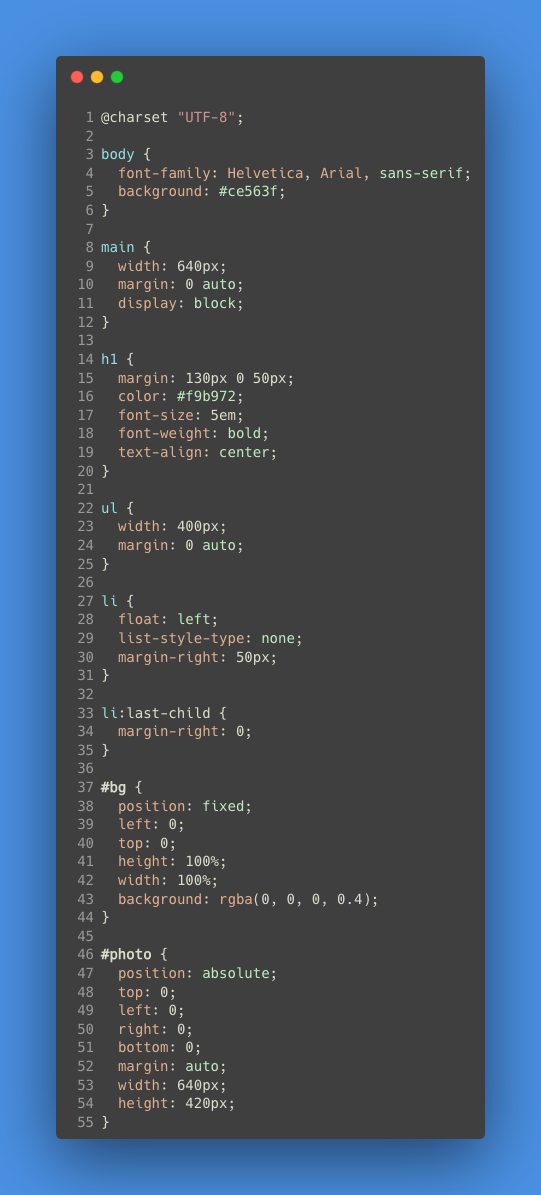 1 @charset "UTF-8";
2
3 body {
4   font-family: Helvetica, Arial, sans-serif;
5   background: #ce563f;
6 }
7
8 main {
9   width: 640px;
10   margin: 0 auto;
11   display: block;
12 }
13
14 h1 {
15   margin: 130px 0 50px;
16   color: #f9b972;
17   font-size: 5em;
18   font-weight: bold;
19   text-align: center;
20 }
21
22 ul {
23   width: 400px;
24   margin: 0 auto;
25 }
26
27 li {
28   float: left;
29   list-style-type: none;
30   margin-right: 50px;
31 }
32
33 li:last-child {
34   margin-right: 0;
35 }
36
37 #bg {
38   position: fixed;
39   left: 0;
40   top: 0;
41   height: 100%;
42   width: 100%;
43   background: rgba(0, 0, 0, 0.4);
44 }
45
46 #photo {
47   position: absolute;
48   top: 0;
49   left: 0;
50   right: 0;
51   bottom: 0;
52   margin: auto;
53   width: 640px;
54   height: 420px;
55 }